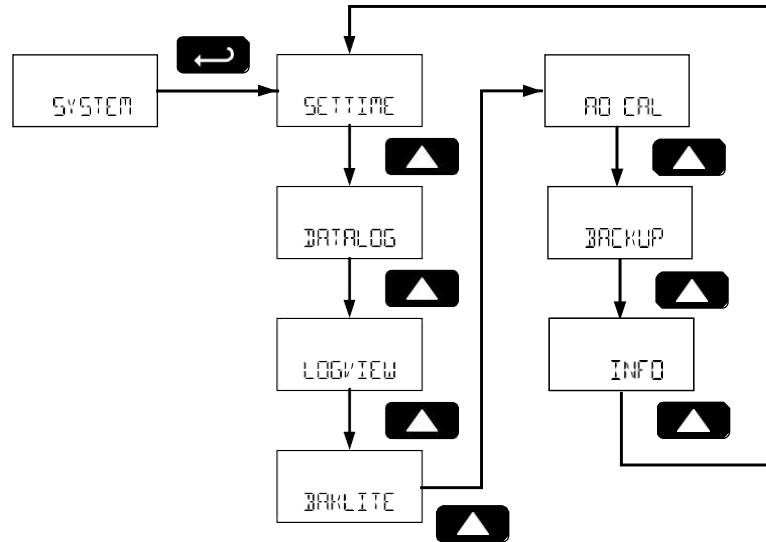 SYSTEM
SETTIME
DATALOG
LOGVIEW
BAKLITE
AO CAL
BACKUP
INFO